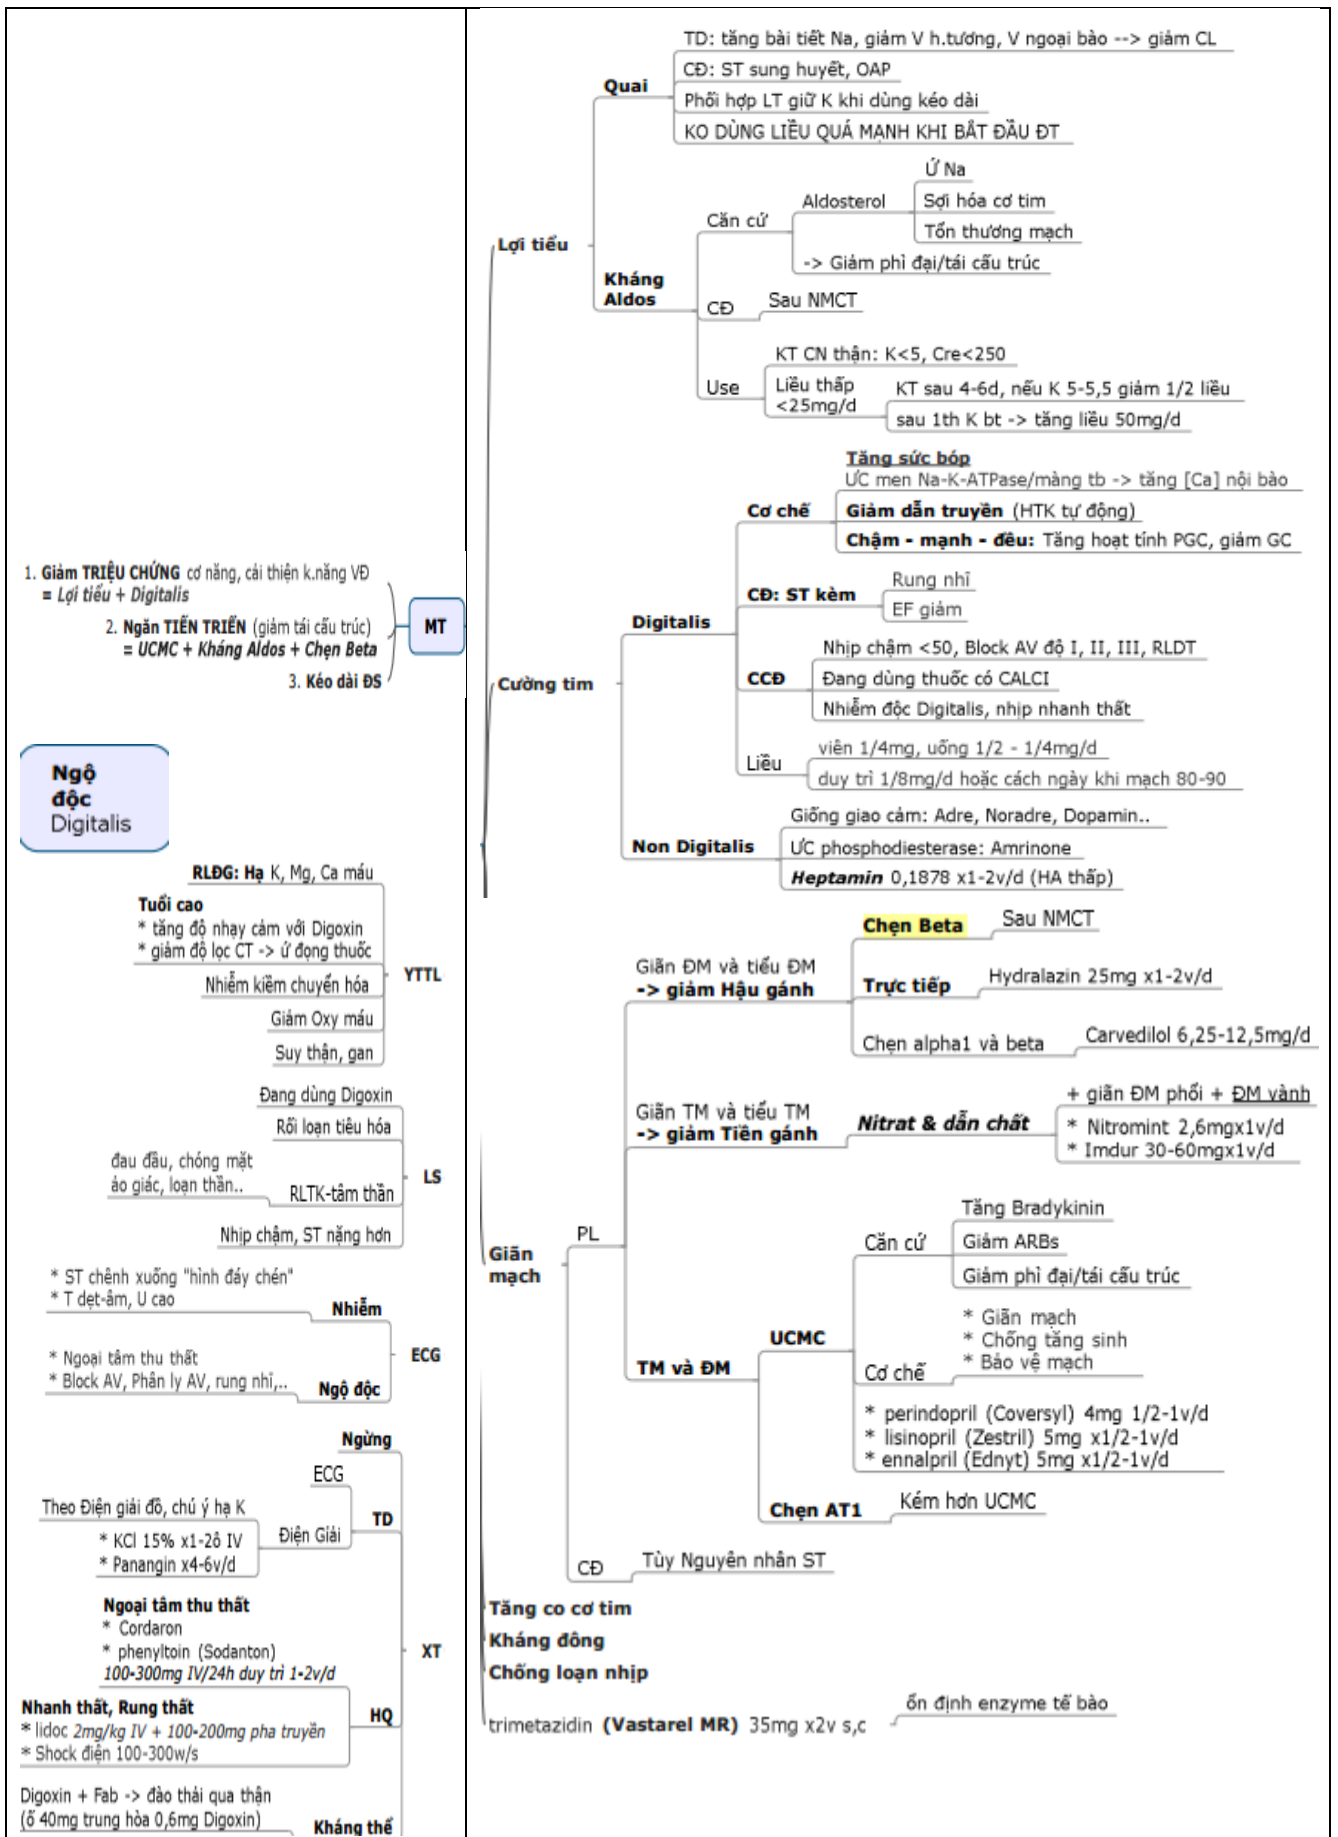 1. Giảm TRIỆU CHỨNG cơ năng, cải thiện k.năng VĐ
= Lợi tiểu + Digitalis
2. Ngăn TIẾN TRIỂN (giảm tái cấu trúc)
= UCMC + Kháng Aldos + Chẹn Beta
3. Kéo dài ĐS
MT
Ngộ
độc
Digitalis
RLĐG: Hạ K, Mg, Ca máu
Tuổi cao
* tăng độ nhạy cảm với Digoxin
* giảm độ lọc CT -> ứ đọng thuốc
Nhiễm kiềm chuyển hóa
Giảm Oxy máu
Suy thận, gan
YTTL
Đang dùng Digoxin
Rối loạn tiêu hóa
đau đầu, chóng mặt
ảo giác, loạn thần..
RLTK-tâm thần
Nhịp chậm, ST nặng hơn
LS
* ST chênh xuống "hình đáy chén"
* T dẹt-âm, U cao
Nhiễm
* Ngoại tâm thu thất
* Block AV, Phân ly AV, rung nhĩ,..
Ngộ độc
ECG
Ngừng
ECG
Theo Điện giải đồ, chú ý hạ K
* KCl 15% x1-2ô IV
* Panangin x4-6v/d
Điện Giải
TD
Ngoại tâm thu thất
* Cordaron
* phenyltoin (Sodanton)
100-300mg IV/24h duy trì 1-2v/d
Nhanh thất, Rung thất
* lidoc 2mg/kg IV + 100-200mg pha truyền
* Shock điện 100-300w/s
HQ
XT
Digoxin + Fab -> đào thải qua thận
(ố 40mg trung hòa 0,6mg Digoxin)
Kháng thể
Lợi tiểu
Quai
TD: tăng bài tiết Na, giảm V h.tương, V ngoại bào --> giảm CL
CĐ: ST sung huyết, OAP
Phối hợp LT giữ K khi dùng kéo dài
KO DÙNG LIỀU QUÁ MẠNH KHI BẮT ĐẦU ĐT
Kháng
Aldos
Căn cứ
Aldosterol
Ứ Na
Sợi hóa cơ tim
Tổn thương mạch
-> Giảm phì đại/tái cấu trúc
CĐ
Sau NMCT
Use
KT CN thận: K<5, Cre<250
Liều thấp
<25mg/d
KT sau 4-6d, nếu K 5-5,5 giảm 1/2 liều
sau 1th K bt -> tăng liều 50mg/d
Cường tim
Digitalis
Cơ chế
Tăng sức bóp
ƯC men Na-K-ATPase/màng tb -> tăng [Ca] nội bào
Giảm dẫn truyền (HTK tự động)
Chậm - mạnh - đều: Tăng hoạt tính PGC, giảm GC
CĐ: ST kèm
Rung nhĩ
EF giảm
CCĐ
Nhịp chậm <50, Block AV độ I, II, III, RLDT
Đang dùng thuốc có CALCI
Nhiễm độc Digitalis, nhịp nhanh thất
Liều
viên 1/4mg, uống 1/2 - 1/4mg/d
duy trì 1/8mg/d hoặc cách ngày khi mạch 80-90
Non Digitalis
Giống giao cảm: Adre, Noradre, Dopamin..
ƯC phosphodiesterase: Amrinone
Heptamin 0,1878 x1-2v/d (HA thấp)
Giãn
mạch
PL
Giãn ĐM và tiểu ĐM
-> giảm Hậu gánh
Chẹn Beta
Sau NMCT
Trực tiếp
Hydralazin 25mg x1-2v/d
Chẹn alpha1 và beta
Carvedilol 6,25-12,5mg/d
Giãn TM và tiểu TM
-> giảm Tiền gánh
Nitrat & dẫn chất
+ giãn ĐM phổi + ĐM vành
* Nitromint 2,6mgx1v/d
* Imdur 30-60mgx1v/d
TM và ĐM
UCMC
Căn cứ
Tăng Bradykinin
Giảm ARBs
Giảm phì đại/tái cấu trúc
Cơ chế
* Giãn mạch
* Chống tăng sinh
* Bảo vệ mạch
* perindopril (Coversyl) 4mg 1/2-1v/d
* lisinopril (Zestril) 5mg x1/2-1v/d
* ennalpril (Ednyt) 5mg x1/2-1v/d
Chẹn AT1
Kém hơn UCMC
CĐ
Tùy Nguyên nhân ST
Tăng co cơ tim
Kháng đông
Chống loạn nhịp
trimetazidin (Vastarel MR) 35mg x2v s,c
ổn định enzyme tế bào